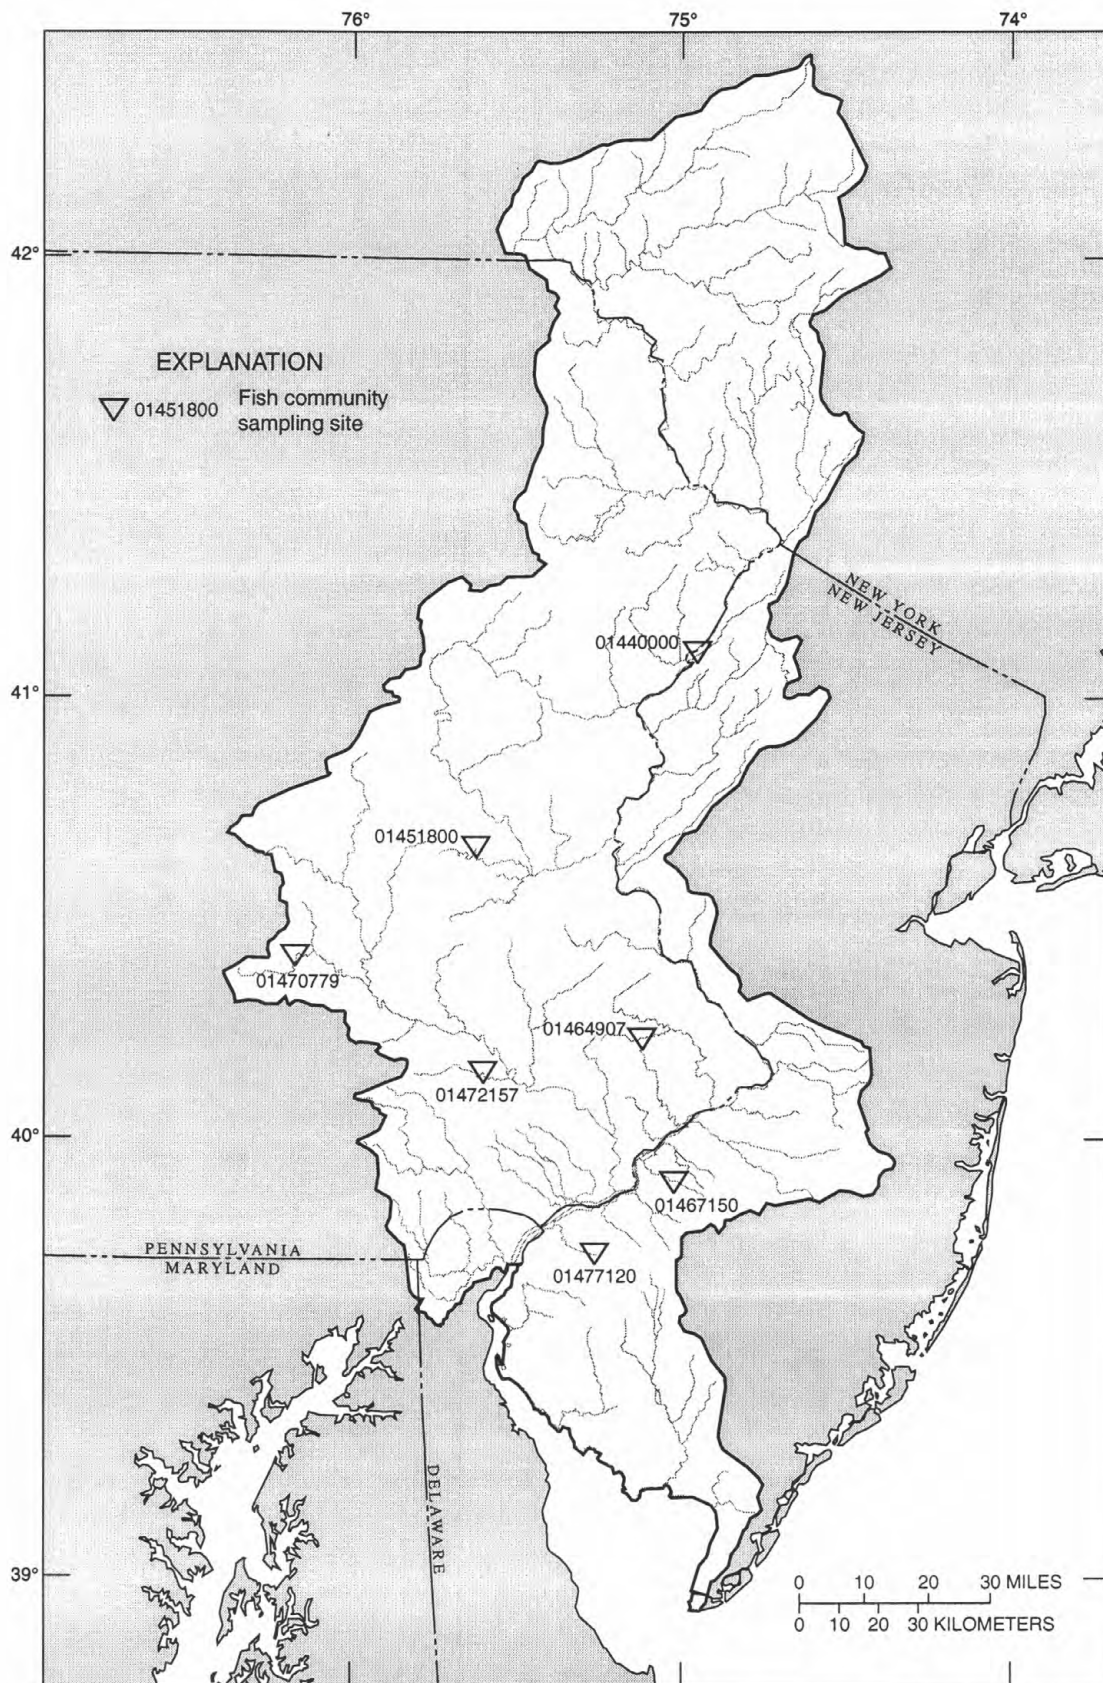 76°
75°
74°
42°
EXPLANATION
01451800
Fish community
sampling site
NEW YORK
NEW JERSEY
01440000
41°
01451800
01470779
01464907
01472157
40°
01467150
PENNSYLVANIA
MARYLAND
01477120
DELAWARE
39°
0 10 20 30 MILES
0 10 20 30 KILOMETERS